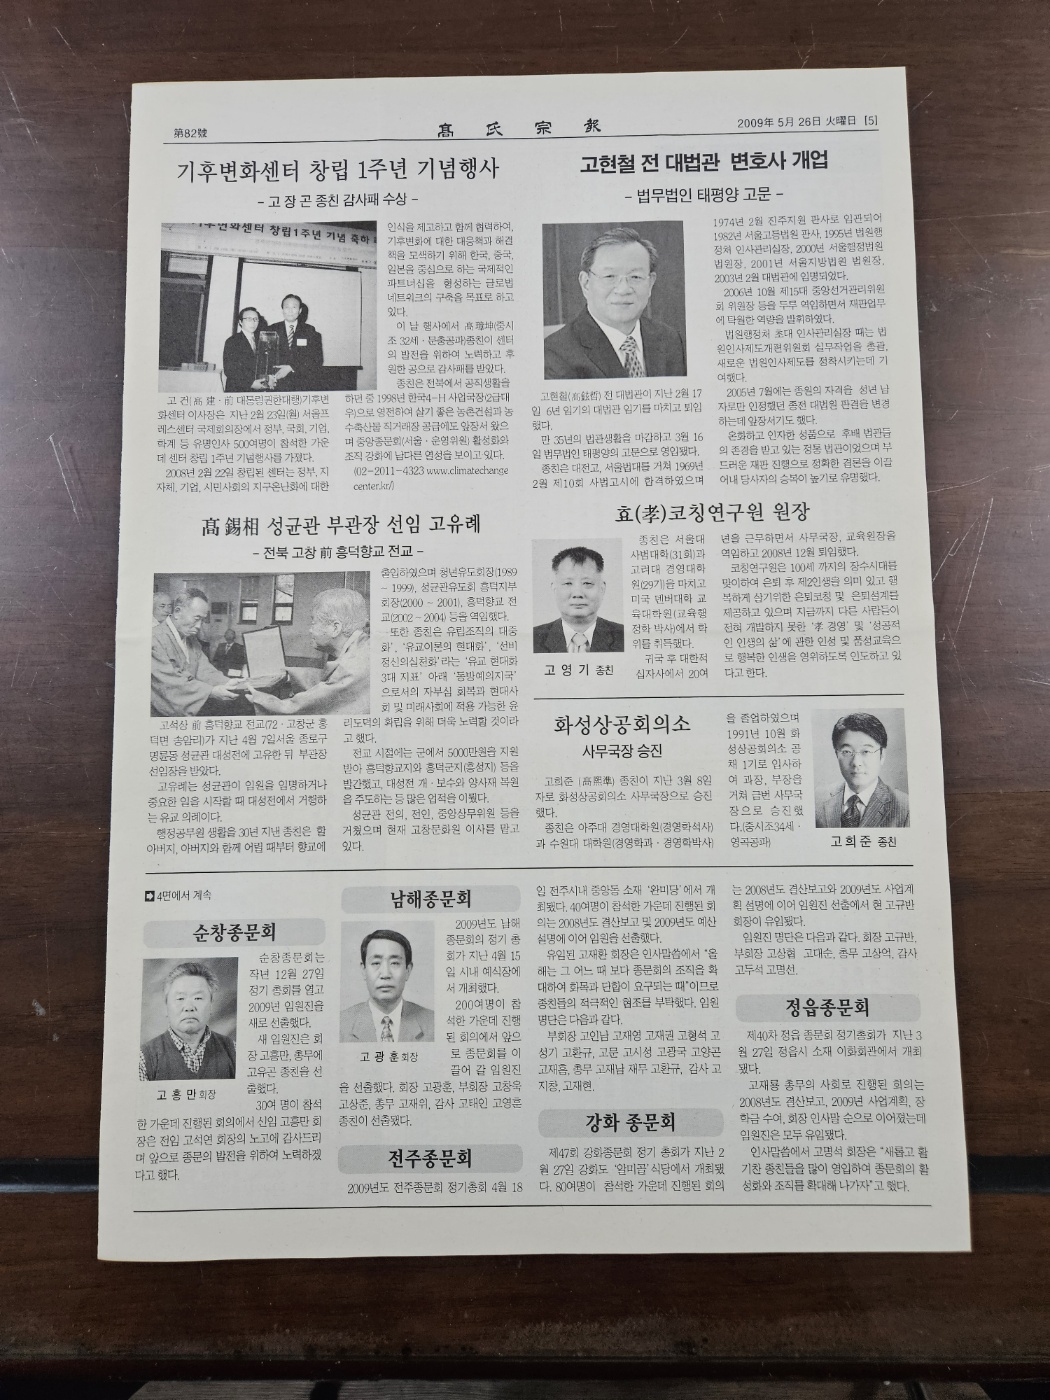 第82號
高氏宗報
2009年 5月 26日 火曜日 [5]
기후변화센터 창립 1주년 기념행사
- 고 장 곤 종친 감사패 수상 -
기후변화센터 창립1주년 기념 축하
고 건(高 建·前 대통령권한대행)기후변
화센터 이사장은 지난 2월 23일(월) 서울프
레스센터 국제회의장에서 정부, 국회, 기업,
학계 등 유명인사 500여명이 참석한 가운
데 센터 창립 1주년 기념행사를 가졌다.
2008년 2월 22일 창립된 센터는 정부, 지
자체, 기업, 시민사회의 지구온난화에 대한
인식을 제고하고 함께 협력하여,
기후변화에 대한 대응책과 해결
책을 모색하기 위해 한국, 중국,
일본을 중심으로 하는 국제적인
파트너십을 형성하는 글로벌
네트워크의 구축을 목표로 하고
있다.
이 날 행사에서 高璋坤(중시
조 32세·문충공파)종친이 센터
의 발전을 위하여 노력하고 후
원한 공으로 감사패를 받았다.
종친은 전북에서 공직생활을
하던 중 1998년 한국4-H 사업국장(2급대
우)으로 영전하여 살기 좋은 농촌건설과 농
수축산물 직거래장 공급에도 앞장서 왔으
며 중앙종문회(서울·운영위원) 활성화와
조직 강화에 남다른 열성을 보이고 있다.
(02-2011-4323 www.climatechange
center.kr/)
고현철 전 대법관 변호사 개업
- 법무법인 태평양 고문 -
고현철(高鉉哲) 전 대법관이 지난 2월 17
일 6년 임기의 대법관 임기를 마치고 퇴임
했다.
만 35년의 법관생활을 마감하고 3월 16
일 법무법인 태평양의 고문으로 영입됐다.
종친은 대전고, 서울법대를 거쳐 1969년
2월 제10회 사법고시에 합격하였으며
1974년 2월 진주지원 판사로 임관되어
1982년 서울고등법원 판사, 1995년 법원행
정처 인사관리실장, 2000년 서울행정법원
법원장, 2001년 서울지방법원 법원장,
2003년 2월 대법관에 임명되었다.
2006년 10월 제15대 중앙선거관리위원
회 위원장 등을 두루 역임하면서 재판업무
에 탁월한 역량을 발휘하였다.
법원행정처 초대 인사관리실장 때는 법
원인사제도개편위원회 실무작업을 총괄,
새로운 법원인사제도를 정착시키는데 기
여했다.
2005년 7월에는 종원의 자격을 성년 남
자로만 인정했던 종전 대법원 판결을 변경
하는데 앞장서기도 했다.
온화하고 인자한 성품으로 후배 법관들
의 존경을 받고 있는 정통 법관이었으며 부
드러운 재판 진행으로 정확한 결론을 이끌
어내 당사자의 승복이 높기로 유명했다.
高錫相 성균관 부관장 선임 고유례
- 전북 고창 前 흥덕향교 전교 -
고석상 前 흥덕향교 전교(72·고창군 흥
덕면 송암리)가 지난 4월 7일서울 종로구
명륜동 성균관 대성전에 고유한 뒤 부관장
선임장을 받았다.
고유례는 성균관이 임원을 임명하거나
중요한 일을 시작할 때 대성전에서 거행하
는 유교 의례이다.
행정공무원 생활을 30년 지낸 종친은 할
아버지, 아버지와 함께 어릴 때부터 향교에
출입하였으며 청년유도회장(1989
~ 1999), 성균관유도회 흥덕지부
회장(2000 ~ 2001), 흥덕향교 전
교(2002 ~ 2004) 등을 역임했다.
또한 종친은 유림조직의 대중
화', '유교이론의 현대화', '선비
정신의실천화'라는 '유교 현대화
3대 지표' 아래 '동방예의지국'
으로서의 자부심 회복과 현대사
회 및 미래사회에 적용 가능한 윤
리도덕의 확립을 위해 더욱 노력할 것이라
고 했다.
전교 시절에는 군에서 5000만원을 지원
받아 흥덕향교지와 흥덕군지(흥성지) 등을
발간했고, 대성전 개·보수와 양사재 복원
을 주도하는 등 많은 업적을 이뤘다.
성균관 전의, 전인, 중앙상무위원 등을
거쳤으며 현재 고창문화원 이사를 맡고
있다.
효(孝)코칭연구원 원장
고 영 기 종친
종친은 서울대
사범대학(31회)과
고려대 경영대학
원(29기)을 마치고
미국 덴버대학 교
육대학원(교육행
정학 박사)에서 학
위를 취득했다.
귀국 후 대한적
십자사에서 20여
년을 근무하면서 사무국장, 교육원장을
역임하고 2008년 12월 퇴임했다.
코칭연구원은 100세 까지의 장수시대를
맞이하여 은퇴 후 제2인생을 의미 있고 행
복하게 살기위한 은퇴코칭 및 은퇴설계를
제공하고 있으며 지금까지 다른 사람들이
전혀 개발하지 못한 '孝 경영' 및 '성공적
인 인생의 삶'에 관한 인성 및 품성교육으
로 행복한 인생을 영위하도록 인도하고 있
다고 한다.
화성상공회의소
사무국장 승진
고희준(高熙準) 종친이 지난 3월 8일
자로 화성상공회의소 사무국장으로 승진
했다.
종친은 아주대 경영대학원(경영학석사)
과 수원대 대학원(경영학과·경영학박사)
을 졸업하였으며
1991년 10월 화
성상공회의소 공
채 1기로 입사하
여 과장, 부장을
거쳐 금번 사무국
장으로 승진했
다.(중시조34세·
영곡공파)
고 희 준 종친
4면에서 계속
순창종문회
고 흥 만 회장
순창종문회는
작년 12월 27일
정기 총회를 열고
2009년 임원진을
새로 선출했다.
새 임원진은 회
장 고흥만, 총무에
고유곤 종친을 선
출했다.
30여 명이 참석
한 가운데 진행된 회의에서 신임 고흥만 회
장은 전임 고석연 회장의 노고에 감사드리
며 앞으로 종문의 발전을 위하여 노력하겠
다고 했다.
남해종문회
고 광 훈 회장
2009년도 남해
종문회의 정기 총
회가 지난 4월 15
일 시내 예식장에
서 개최했다.
200여명이 참
석한 가운데 진행
된 회의에서 앞으
로 종문회를 이
끌어 갈 임원진
을 선출했다. 회장 고광훈, 부회장 고창욱
고상준, 총무 고재위, 감사 고태인 고영훈
종친이 선출됐다.
전주종문회
2009년도 전주종문회 정기총회 4월 18
일 전주시내 중앙동 소재 '완미당'에서 개
최됐다. 40여명이 참석한 가운데 진행된 회
의는 2008년도 결산보고 및 2009년도 예산
설명에 이어 임원을 선출했다.
유임된 고재환 회장은 인사말씀에서 "올
해는 그 어느 때 보다 종문회의 조직을 확
대하여 화목과 단합이 요구되는 때"이므로
종친들의 적극적인 협조를 부탁했다. 임원
명단은 다음과 같다.
부회장 고인남 고재영 고재권 고형석 고
성기 고환규, 고문 고시성 고광국 고양곤
고재흠, 총무 고재남 재무 고환규, 감사 고
지창, 고재현,
강화 종문회
제47회 강화종문회 정기 총회가 지난 2
월 27일 강화도 '왕미꼼' 식당에서 개최됐
다. 80여명이 참석한 가운데 진행된 회의
는 2008년도 결산보고와 2009년도 사업계
획 설명에 이어 임원진 선출에서 현 고규반
회장이 유임됐다.
임원진 명단은 다음과 같다. 회장 고규반,
부회장 고상협 고대순, 총무 고상억, 감사
고두석 고명선.
정읍종문회
제40차 정읍 종문회 정기총회가 지난 3
월 27일 정읍시 소재 이화회관에서 개최
됐다.
고재룡 총무의 사회로 진행된 회의는
2008년도 결산보고, 2009년 사업계획, 장
학금 수여, 회장 인사말 순으로 이어졌는데
임원진은 모두 유임됐다.
인사말씀에서 고범석 회장은 "새롭고 활
기찬 종친들을 많이 영입하여 종문회의 활
성화와 조직를 확대해 나가자"고 했다.